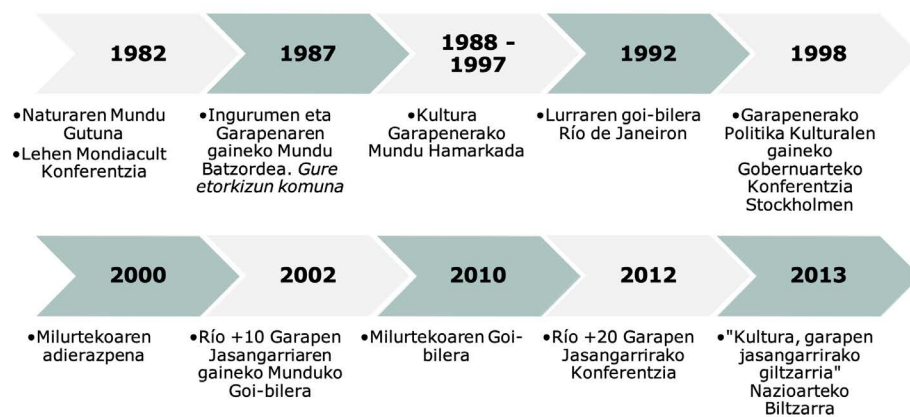 1982
1987
1988 -
1997
1992
1998
•Naturaren Mundu
Gutuna
•Lehen Mondiacult
Konferentzia
•Ingurumen eta
Garapenaren
gaineko Mundu
Batzordea. Gure
etorkizun komuna
•Kultura
Garapenerako
Mundu Hamarkada
•Lurraren goi-bilera
Río de Janeiron
•Garapenerako
Politika Kulturalen
gaineko
Gobernuarteko
Konferentzia
Stockholmen
2000
2002
2010
2012
2013
•Milurtekoaren
adierazpena
•Río +10 Garapen
Jasangarriaren
gaineko Munduko
Goi-bilera
•Milurtekoaren Goi-
bilera
•Río +20 Garapen
Jasangarrirako
Konferentzia
•"Kultura, garapen
jasangarrirako
giltzarria"
Nazioarteko
Biltzarra